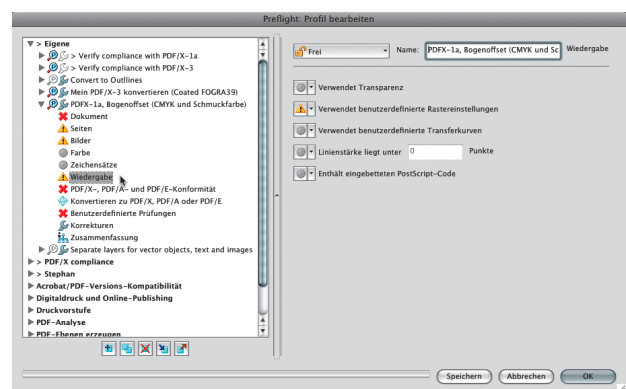 Preflight: Profil bearbeiten
> Eigene
> Verify compliance with PDF/X-1a
> Verify compliance with PDF/X-3
Convert to Outllines
Mein PDF/X-3 konvertieren (Coated FOGRA39)
PDFX-1a, Bogenoffset (CMYK und Schmuckfarbe)
Dokument
Seiten
Bilder
Farbe
Zeichensätze
Wiedergabe
PDF/X-, PDF/A- und PDF/E-Konformität
Konvertieren zu PDF/X, PDF/A oder PDF/E
Benutzerdefinierte Prüfungen
Korrekturen
Zusammenfassung
Separate layers for vector objects, text and images
> PDF/X compliance
> Stephan
Acrobat/PDF-Versions-Kompatibilität
Digitaldruck und Online-Publishing
Druckvorstufe
PDF-Analyse
PDF-Ebenen erzeugen
Frei Name: PDFX-1a, Bogenoffset (CMYK und Sc Wiedergabe
Verwendet Transparenz
Verwendet benutzerdefinierte Rastereinstellungen
Verwendet benutzerdefinierte Transferkurven
Linienstärke liegt unter 0 Punkte
Enthält eingebetteten PostScript-Code
Speichern Abbrechen OK